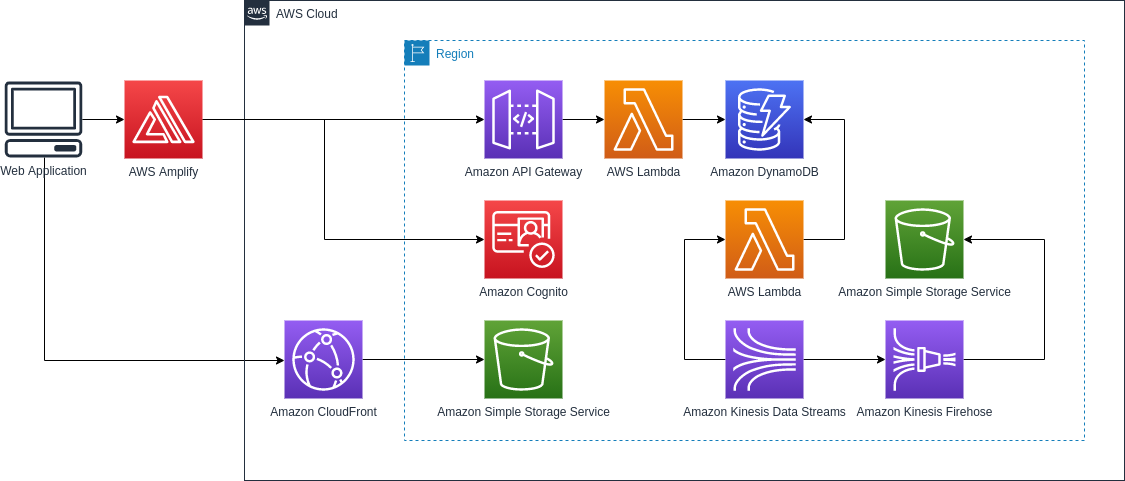 aws
AWS Cloud
Region
Web Application
AWS Amplify
Amazon API Gateway
AWS Lambda
Amazon DynamoDB
Amazon Cognito
AWS Lambda
Amazon Simple Storage Service
Amazon CloudFront
Amazon Simple Storage Service
Amazon Kinesis Data Streams
Amazon Kinesis Firehose